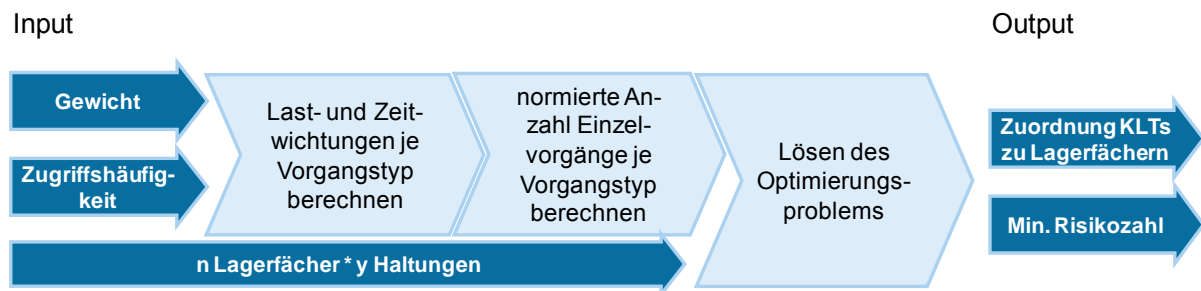 Input
Output
Gewicht
Zugriffshäufig-
keit
Last- und Zeit-
wichtungen je
Vorgangstyp
berechnen
normierte An-
zahl Einzel-
vorgänge je
Vorgangstyp
berechnen
Lösen des
Optimierungs-
problems
Zuordnung KLTs
zu Lagerfächern
Min. Risikozahl
n Lagerfächer * y Haltungen